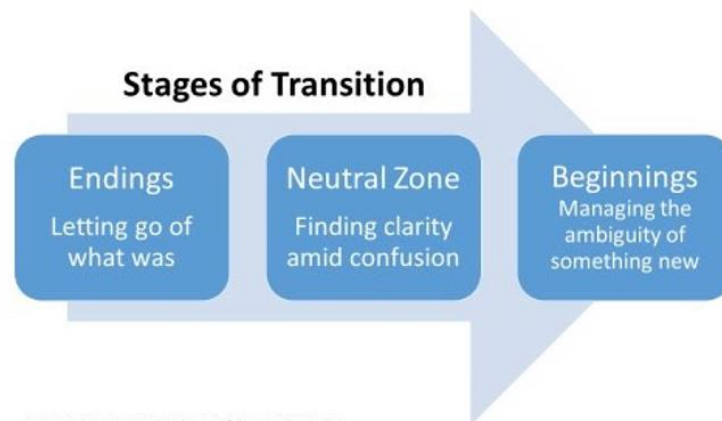 Stages of Transition
Endings
Letting go of
what was
Neutral Zone
Finding clarity
amid confusion
Beginnings
Managing the
ambiguity of
something new